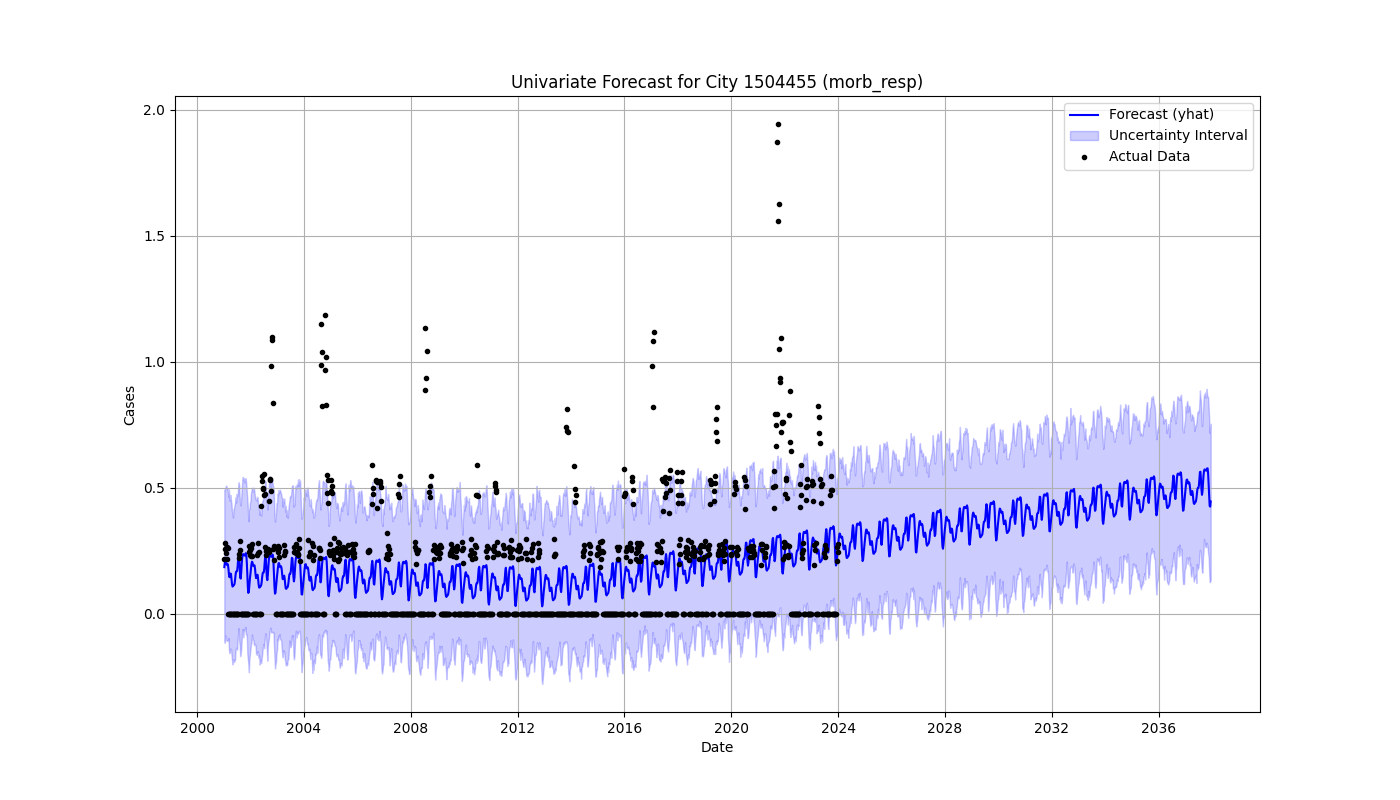 Univariate Forecast for City 1504455 (morb_resp)
Forecast (yhat)
Uncertainty Interval
Actual Data
2.0
1.5
1.0
0.5
0.0
Cases
2000 2004 2008 2012 2016 2020 2024 2028 2032 2036
Date